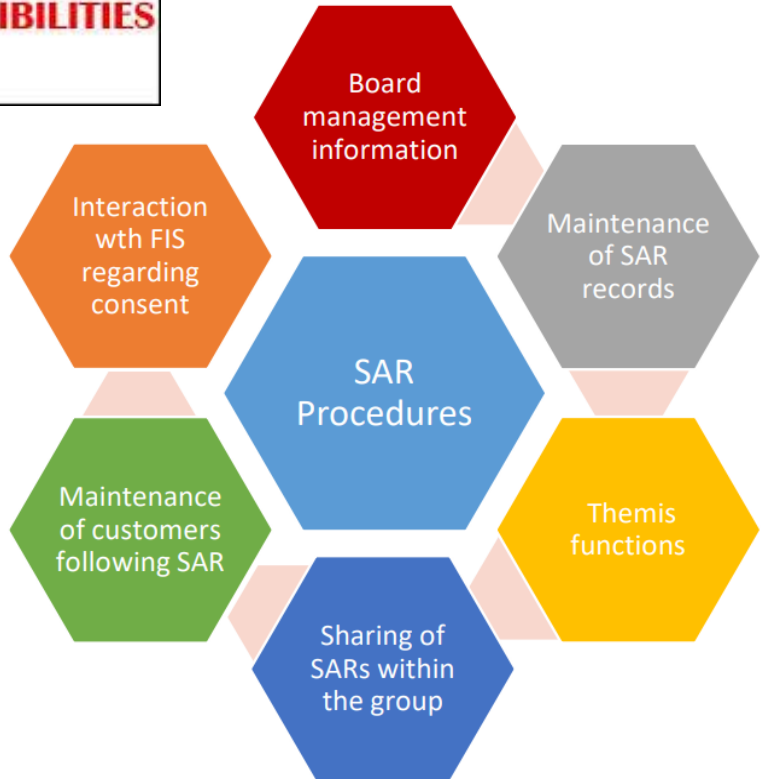 IBILITIES
Board
management
information
Maintenance
of SAR
records
Themis
functions
Sharing of
SARs within
the group
Maintenance
of customers
following SAR
Interaction
wth FIS
regarding
consent
SAR
Procedures